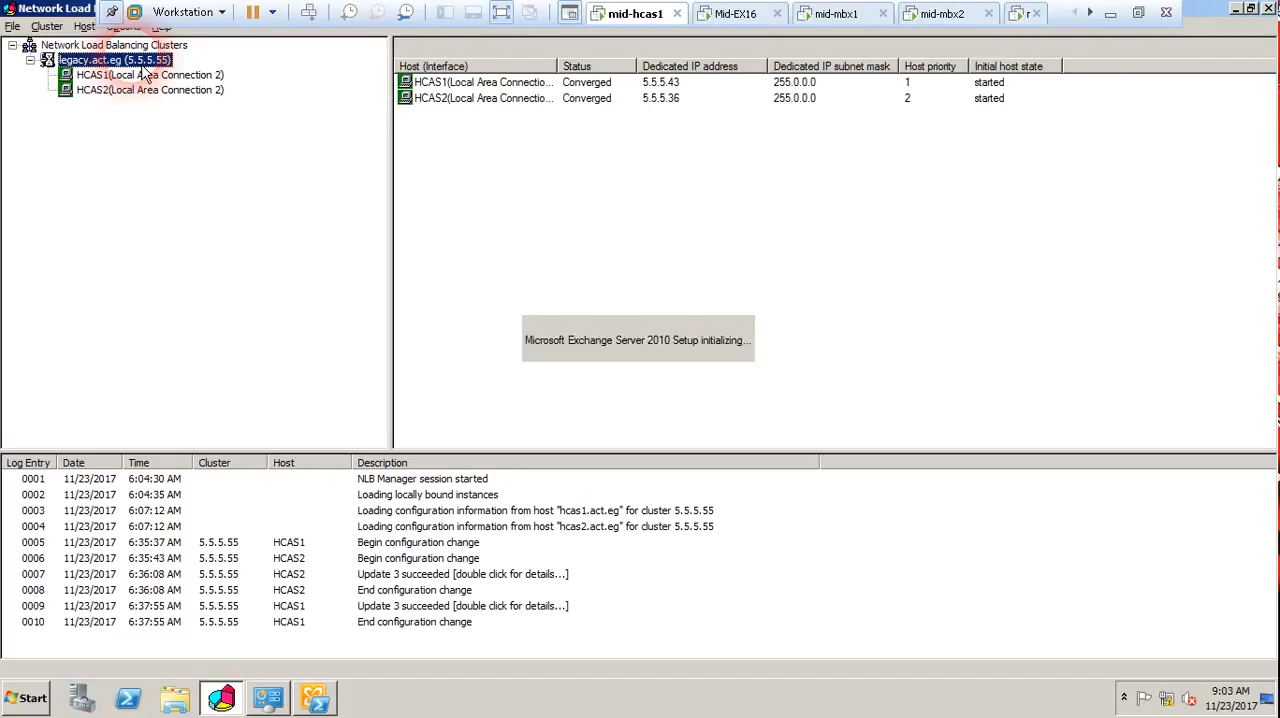 Network Load
Workstation
mid-hcas1
Mid-EX16
mid-mbx1
mid-mbx2
File Cluster Host Options Help
Network Load Balancing Clusters
legacy.act.eg (5.5.5.55)
HCAS1(Local Area Connection 2)
HCAS2(Local Area Connection 2)
Host (Interface) Status Dedicated IP address Dedicated IP subnet mask Host priority Initial host state
HCAS1(Local Area Connectio... Converged 5.5.5.43 255.0.0.0 1 started
HCAS2(Local Area Connectio... Converged 5.5.5.36 255.0.0.0 2 started
Microsoft Exchange Server 2010 Setup initializing...
Log Entry Date Time Cluster Host Description
0001 11/23/2017 6:04:30 AM NLB Manager session started
0002 11/23/2017 6:04:35 AM Loading locally bound instances
0003 11/23/2017 6:07:12 AM Loading configuration information from host "hcas1.act.eg" for cluster 5.5.5.55
0004 11/23/2017 6:07:12 AM Loading configuration information from host "hcas2.act.eg" for cluster 5.5.5.55
0005 11/23/2017 6:35:37 AM 5.5.5.55 HCAS1 Begin configuration change
0006 11/23/2017 6:35:43 AM 5.5.5.55 HCAS2 Begin configuration change
0007 11/23/2017 6:36:08 AM 5.5.5.55 HCAS2 Update 3 succeeded [double click for details...]
0008 11/23/2017 6:36:08 AM 5.5.5.55 HCAS2 End configuration change
0009 11/23/2017 6:37:55 AM 5.5.5.55 HCAS1 Update 3 succeeded [double click for details...]
0010 11/23/2017 6:37:55 AM 5.5.5.55 HCAS1 End configuration change
Start
9:03 AM
11/23/2017